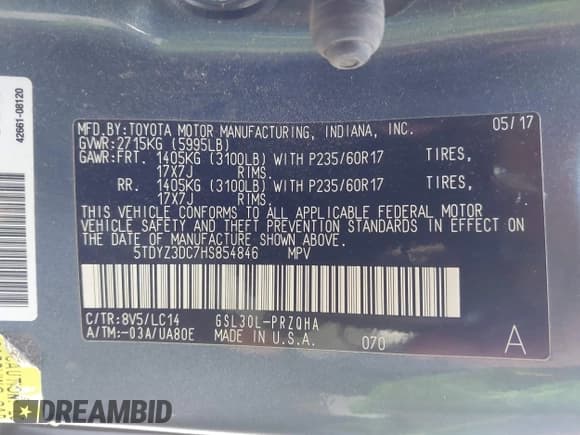 42661-08120
MFD.BY:TOYOTA MOTOR MANUFACTURING, INDIANA, INC. 05/17
GVWR:2715KG (5995LB)
GAWR:FRT. 1405KG (3100LB) WITH P235/60R17 TIRES,
17X7J RIMS.
RR. 1405KG (3100LB) WITH P235/60R17 TIRES,
17X7J RIMS.
THIS VEHICLE CONFORMS TO ALL APPLICABLE FEDERAL MOTOR
VEHICLE SAFETY AND THEFT PREVENTION STANDARDS IN EFFECT ON
THE DATE OF MANUFACTURE SHOWN ABOVE.
5TDYZ3DC7HS854846 MPV
C/TR:8V5/LC14 GSL30L-PRZQHA
A/TM:-03A/UA80E MADE IN U.S.A. 070 A
CAUTION
DREAMBID